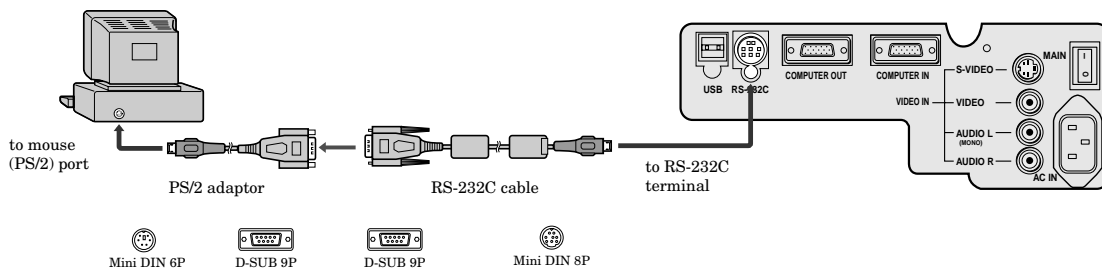 MAIN
S-VIDEO
COMPUTER OUT
COMPUTER IN
USB
RS-232C
VIDEO IN
VIDEO
AUDIO L
(MONO)
AUDIO R
AC IN
to mouse
(PS/2) port
PS/2 adaptor
RS-232C cable
to RS-232C
terminal
Mini DIN 6P
D-SUB 9P
D-SUB 9P
Mini DIN 8P